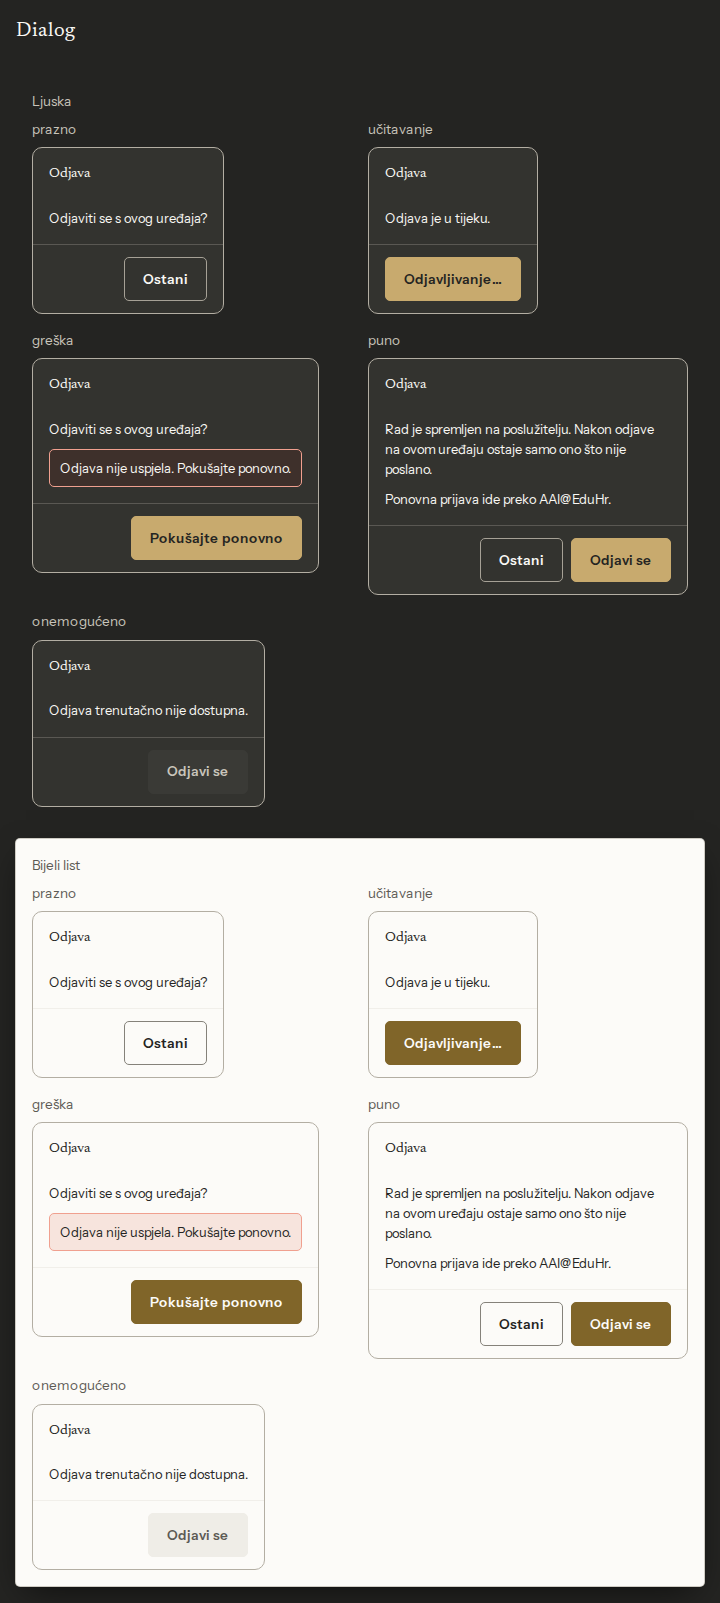 Dialog
Ljuska
prazno
Odjava
Odjaviti se s ovog uređaja?
Ostani
učitavanje
Odjava
Odjava je u tijeku.
Odjavljivanje…
greška
Odjava
Odjaviti se s ovog uređaja?
Odjava nije uspjela. Pokušajte ponovno.
Pokušajte ponovno
puno
Odjava
Rad je spremljen na poslužitelju. Nakon odjave
na ovom uređaju ostaje samo ono što nije
poslano.
Ponovna prijava ide preko AAI@EduHr.
Ostani
Odjavi se
onemogućeno
Odjava
Odjava trenutačno nije dostupna.
Odjavi se
Bijeli list
prazno
Odjava
Odjaviti se s ovog uređaja?
Ostani
učitavanje
Odjava
Odjava je u tijeku.
Odjavljivanje…
greška
Odjava
Odjaviti se s ovog uređaja?
Odjava nije uspjela. Pokušajte ponovno.
Pokušajte ponovno
puno
Odjava
Rad je spremljen na poslužitelju. Nakon odjave
na ovom uređaju ostaje samo ono što nije
poslano.
Ponovna prijava ide preko AAI@EduHr.
Ostani
Odjavi se
onemogućeno
Odjava
Odjava trenutačno nije dostupna.
Odjavi se